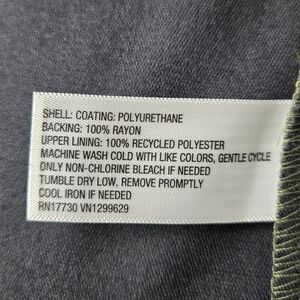 SHELL: COATING: POLYURETHANE
BACKING: 100% RAYON
UPPER LINING: 100% RECYCLED POLYESTER
MACHINE WASH COLD WITH LIKE COLORS, GENTLE CYCLE
ONLY NON-CHLORINE BLEACH IF NEEDED
TUMBLE DRY LOW, REMOVE PROMPTLY
COOL IRON IF NEEDED
RN17730 VN1299629